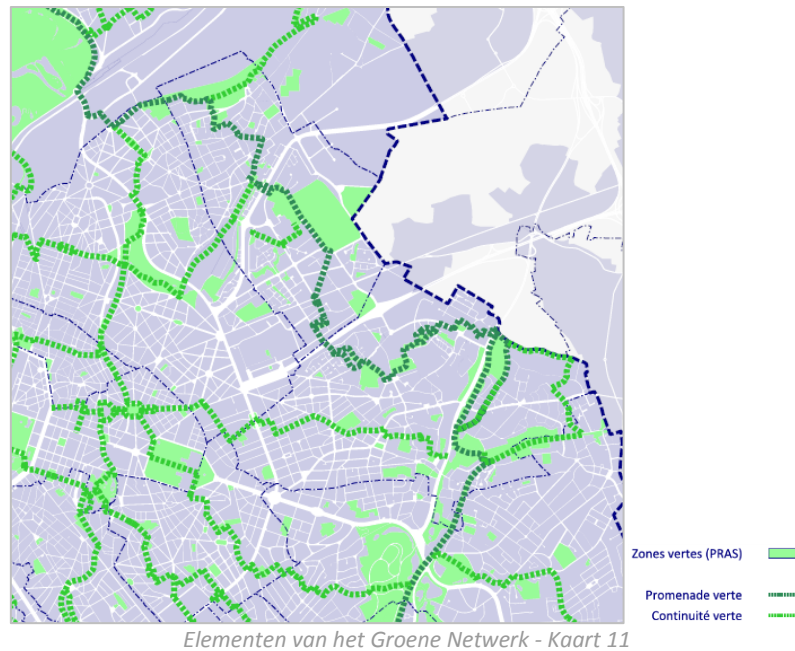 Zones vertes (PRAS)
Promenade verte
Continuité verte
Elementen van het Groene Netwerk - Kaart 11